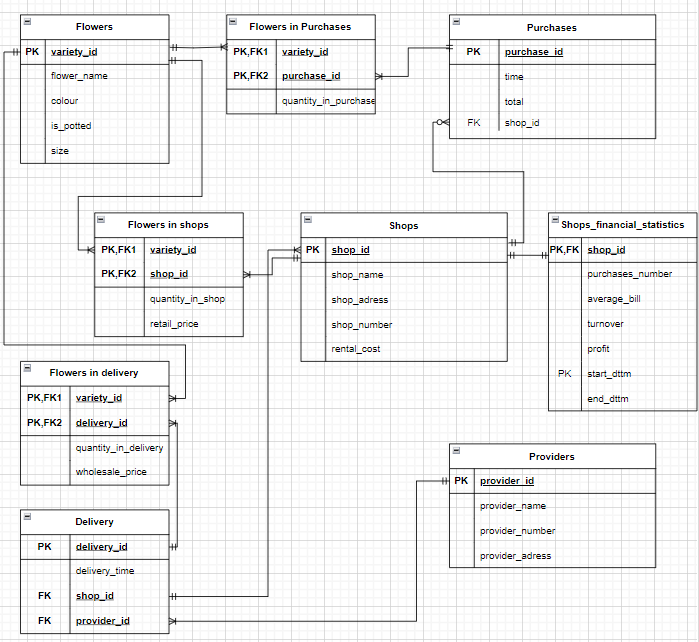 Flowers
PK variety_id
flower_name
colour
is_potted
size
Flowers in Purchases
PK,FK1 variety_id
PK,FK2 purchase_id
quantity_in_purchase
Purchases
PK purchase_id
time
total
FK shop_id
Flowers in shops
PK,FK1 variety_id
PK,FK2 shop_id
quantity_in_shop
retail_price
Shops
PK shop_id
shop_name
shop_adress
shop_number
rental_cost
Shops_financial_statistics
PK,FK shop_id
purchases_number
average_bill
turnover
profit
PK start_dttm
end_dttm
Flowers in delivery
PK,FK1 variety_id
PK,FK2 delivery_id
quantity_in_delivery
wholesale_price
Providers
PK provider_id
provider_name
provider_number
provider_adress
Delivery
PK delivery_id
delivery_time
FK shop_id
FK provider_id